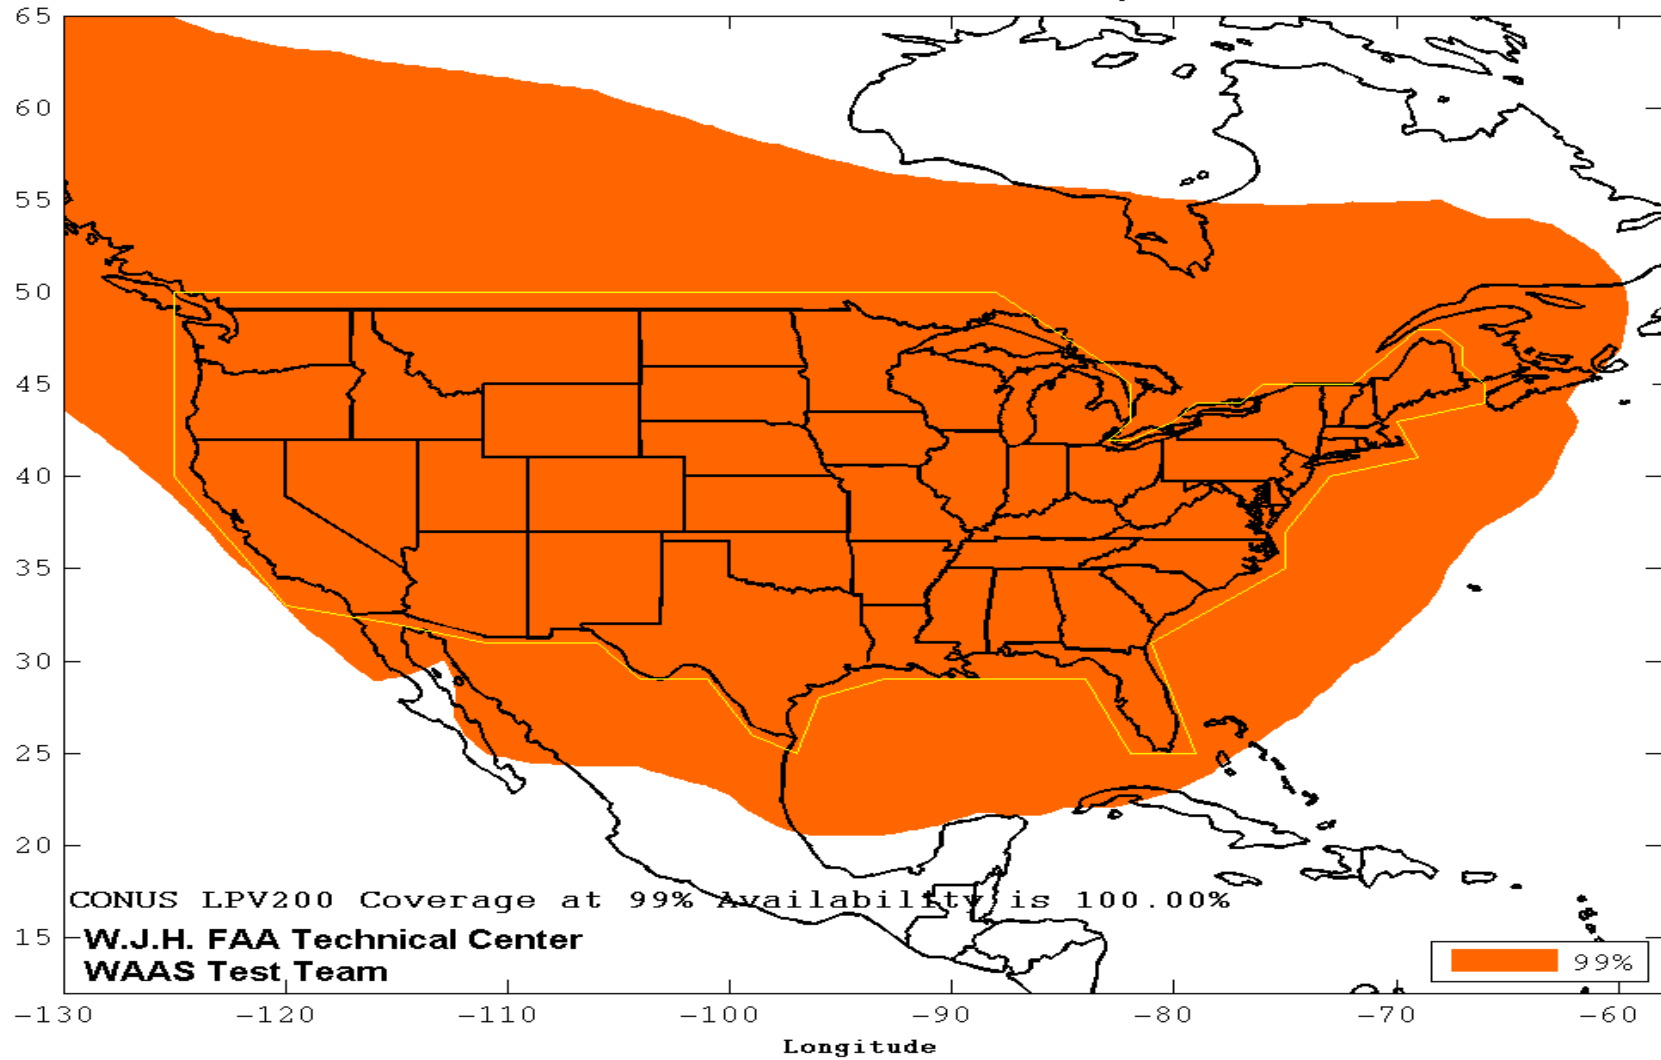 65
60
55
50
45
40
35
30
25
20
CONUS LPV200 Coverage at 99% Availability is 100.00%
15
W.J.H. FAA Technical Center
WAAS Test Team
99%
-130 -120 -110 -100 -90 -80 -70 -60
Longitude